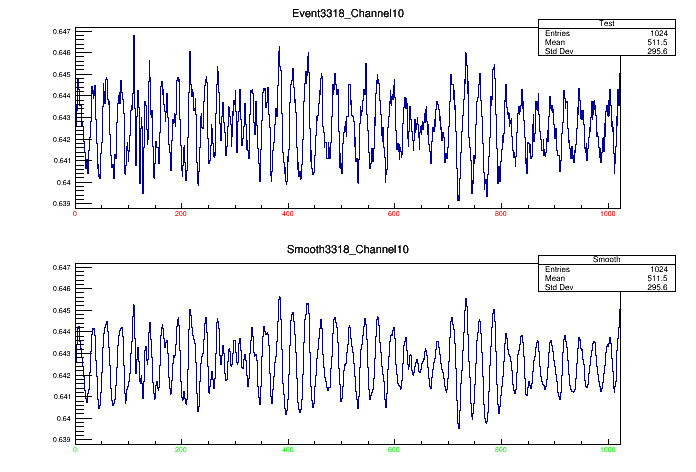 Event3318_Channel10
Test
Entries 1024
Mean 511.5
Std Dev 295.6
0.647
0.646
0.645
0.644
0.643
0.642
0.641
0.64
0.639
0 200 400 600 800 1000
Smooth3318_Channel10
Smooth
Entries 1024
Mean 511.5
Std Dev 295.6
0.647
0.646
0.645
0.644
0.643
0.642
0.641
0.64
0.639
0 200 400 600 800 1000